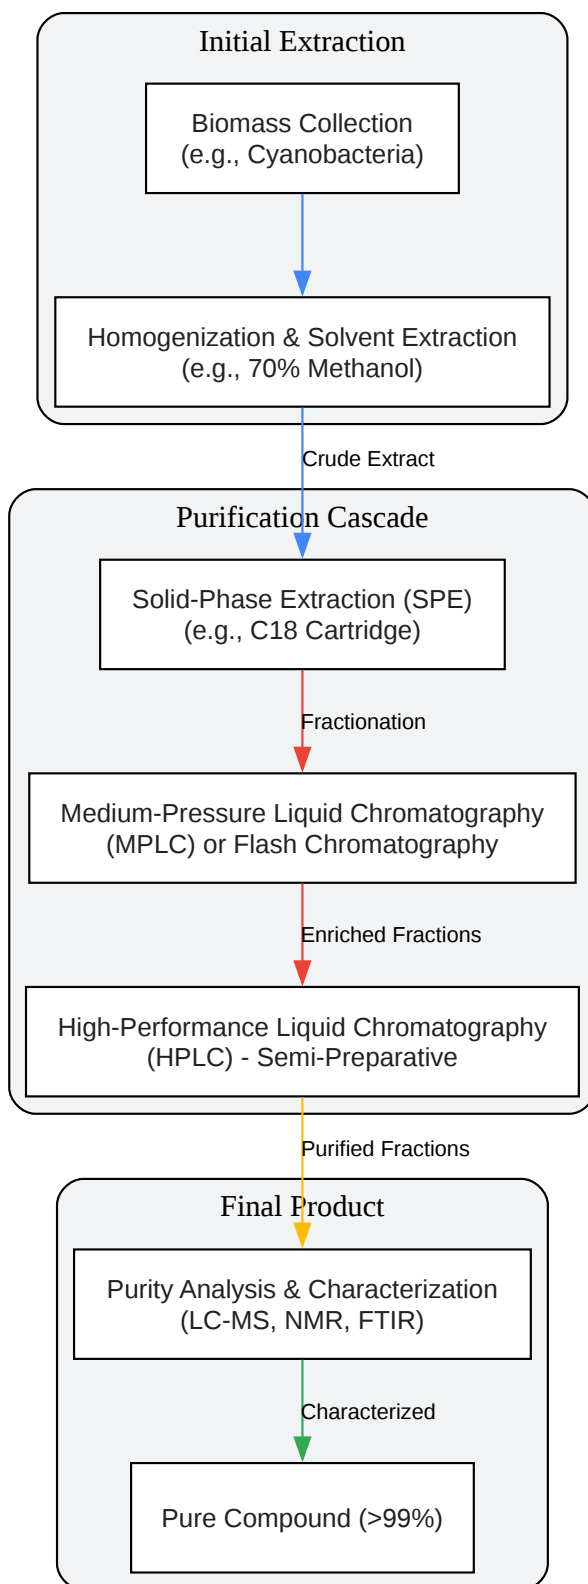 Initial Extraction
Biomass Collection
(e.g., Cyanobacteria)
Homogenization & Solvent Extraction
(e.g., 70% Methanol)
Crude Extract
Purification Cascade
Solid-Phase Extraction (SPE)
(e.g., C18 Cartridge)
Fractionation
Medium-Pressure Liquid Chromatography
(MPLC) or Flash Chromatography
Enriched Fractions
High-Performance Liquid Chromatography
(HPLC) - Semi-Preparative
Purified Fractions
Final Product
Purity Analysis & Characterization
(LC-MS, NMR, FTIR)
Characterized
Pure Compound (>99%)